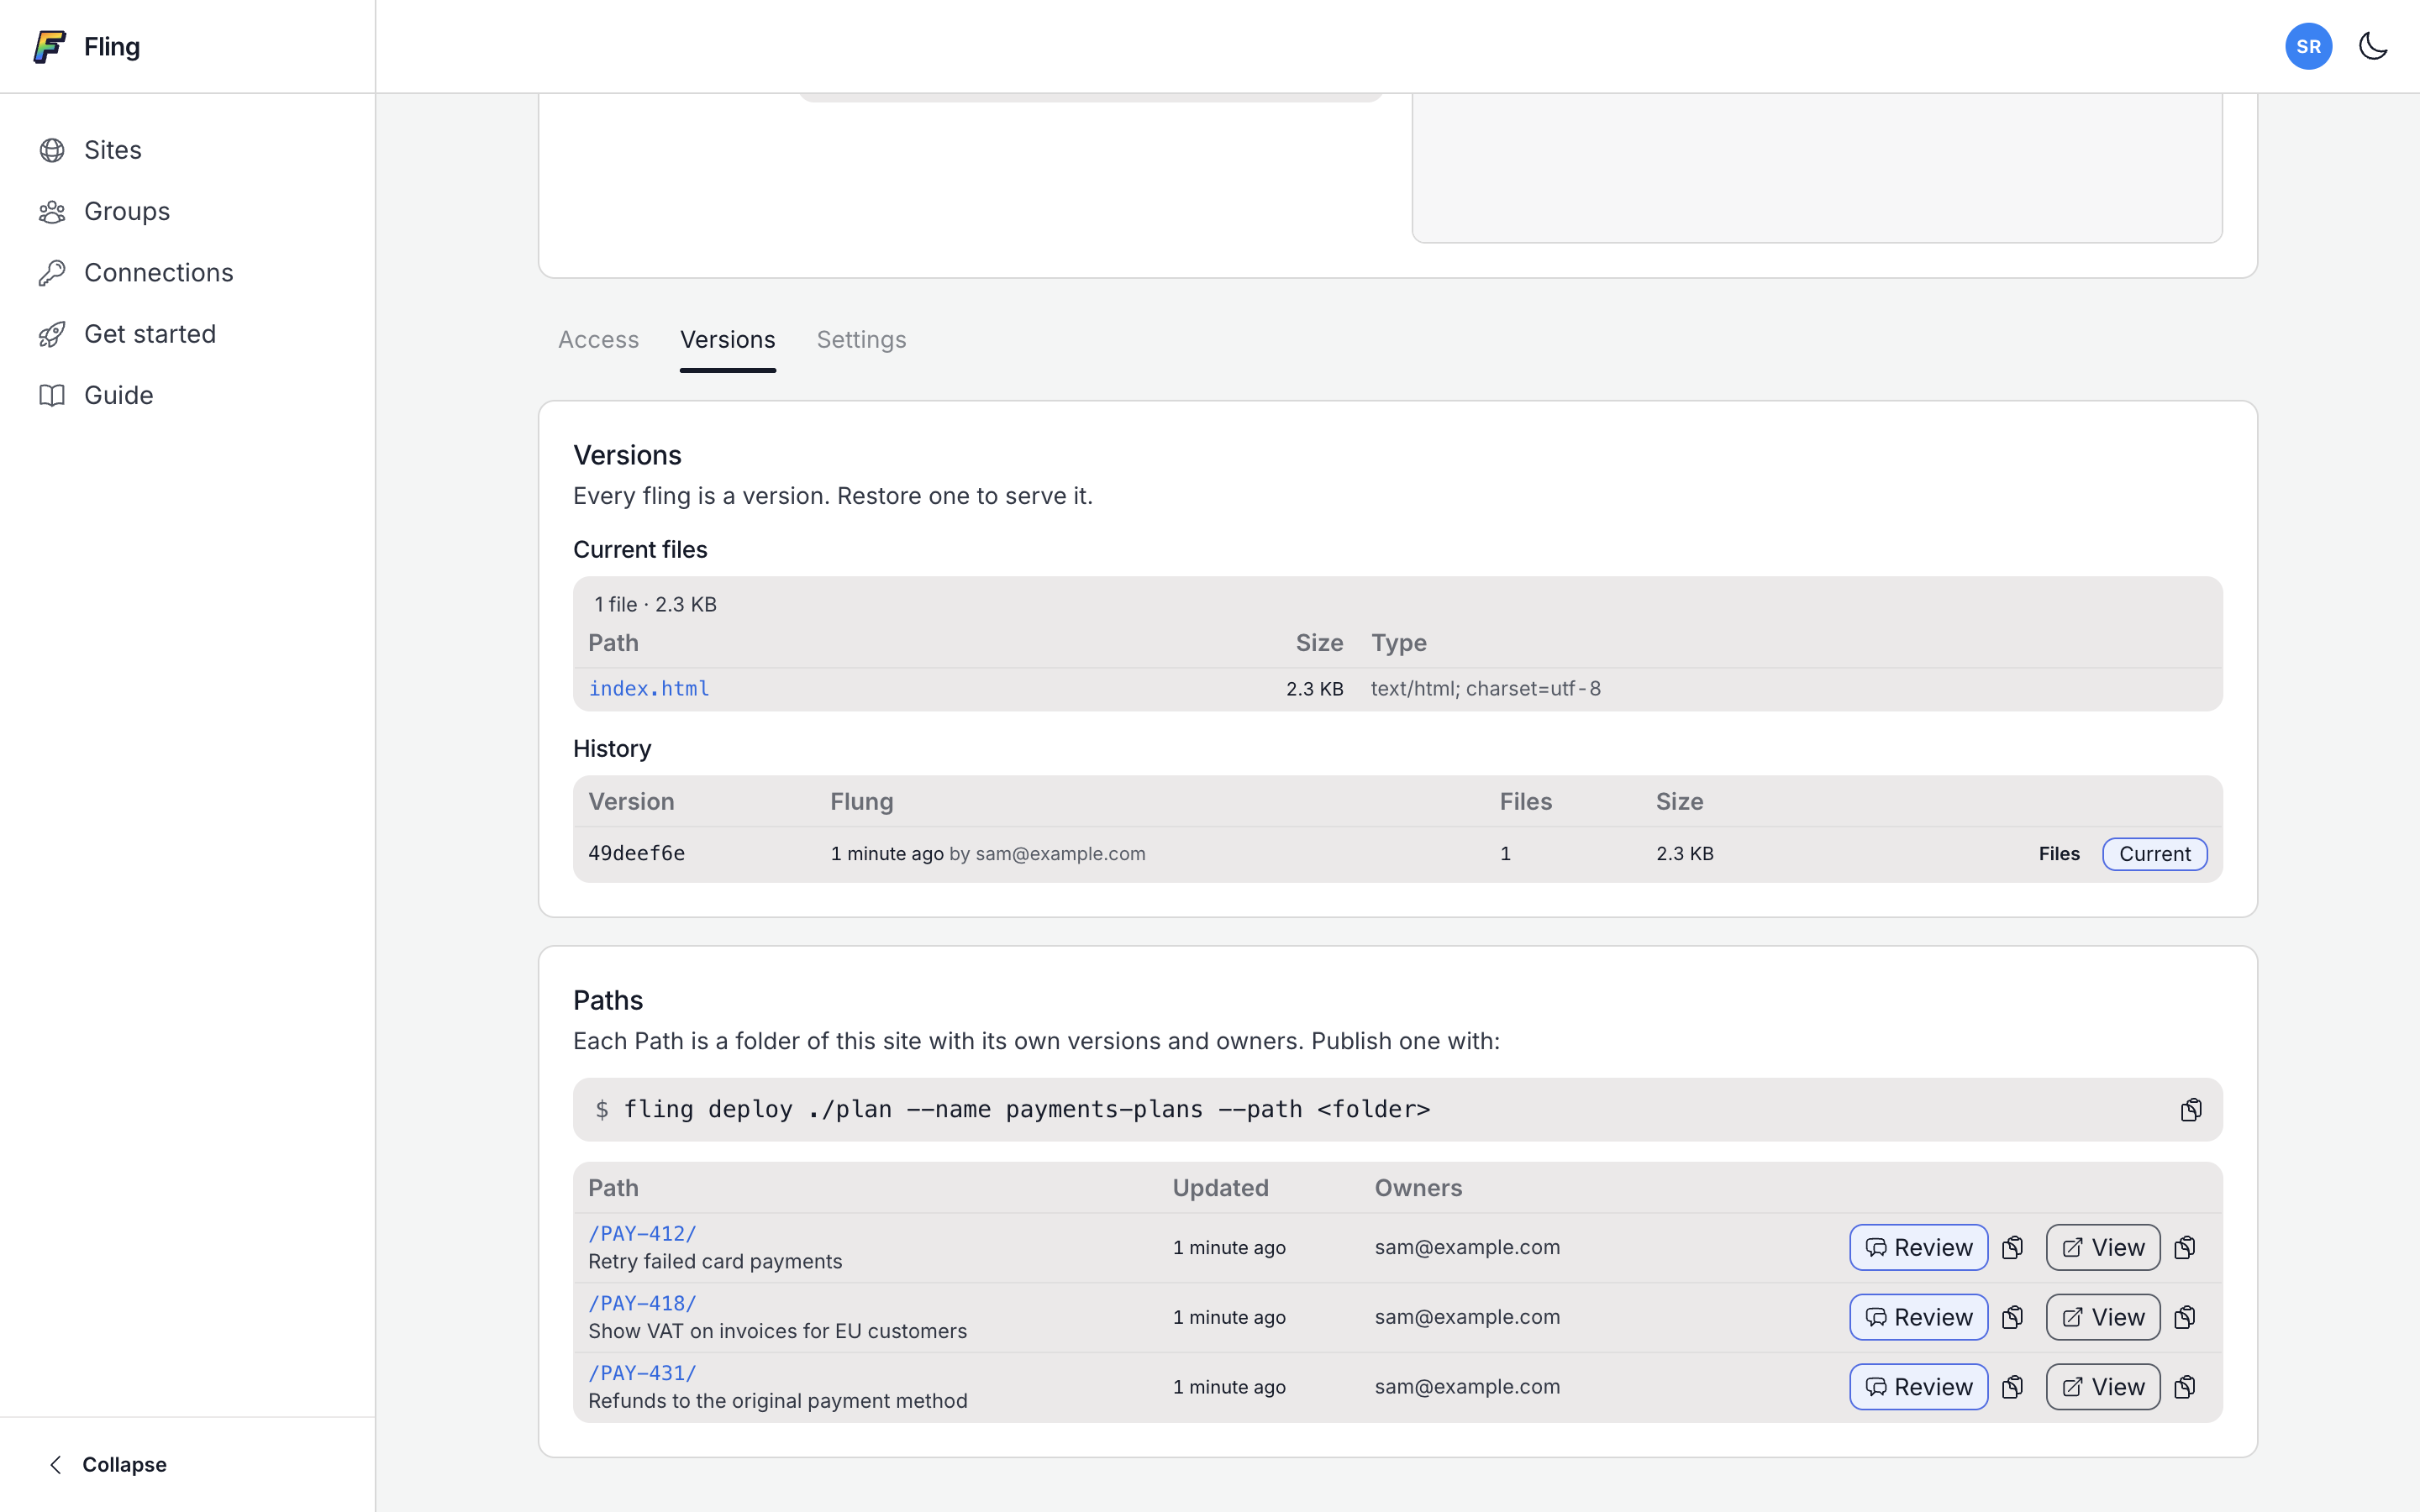 Fling
SR
Sites
Groups
Connections
Get started
Guide
Collapse
Access Versions Settings
Versions
Every fling is a version. Restore one to serve it.
Current files
1 file · 2.3 KB
Path Size Type
index.html 2.3 KB text/html; charset=utf-8
History
Version Flung Files Size
49deef6e 1 minute ago by sam@example.com 1 2.3 KB Files Current
Paths
Each Path is a folder of this site with its own versions and owners. Publish one with:
$ fling deploy ./plan --name payments-plans --path <folder>
Path Updated Owners
/PAY-412/
Retry failed card payments
1 minute ago sam@example.com Review View
/PAY-418/
Show VAT on invoices for EU customers
1 minute ago sam@example.com Review View
/PAY-431/
Refunds to the original payment method
1 minute ago sam@example.com Review View